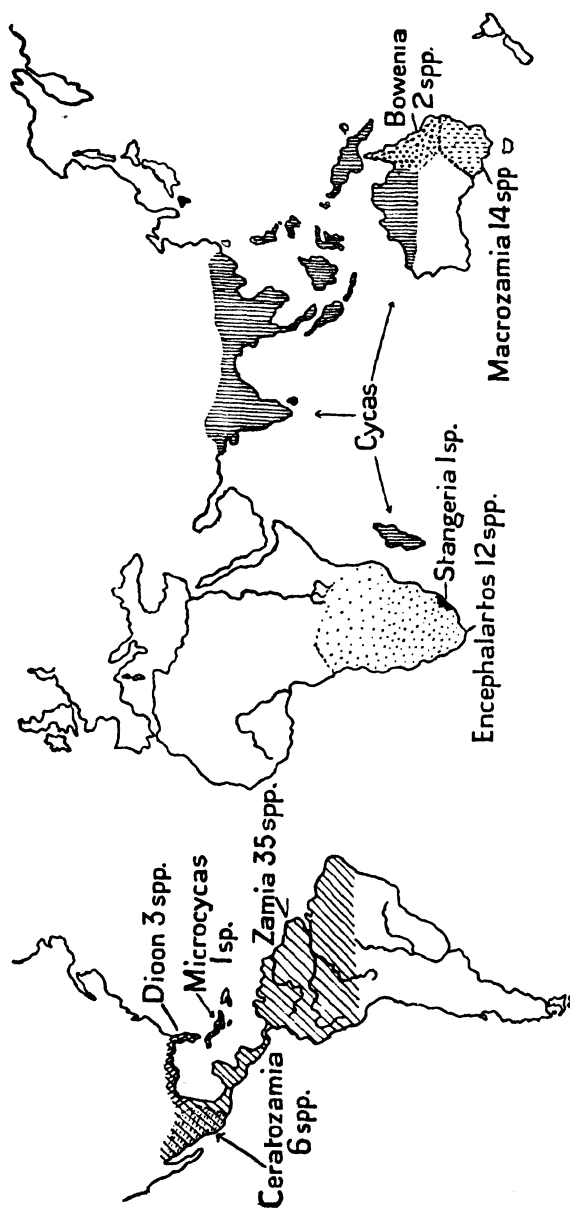 Dioon 3 spp.
Microcycas
1 sp.
Zamia 35 spp.
Ceratozamia
6 spp.
Stangeria 1 sp.
Encephalartos 12 spp.
Cycas
Bowenia
2 spp.
Macrozamia 14 spp